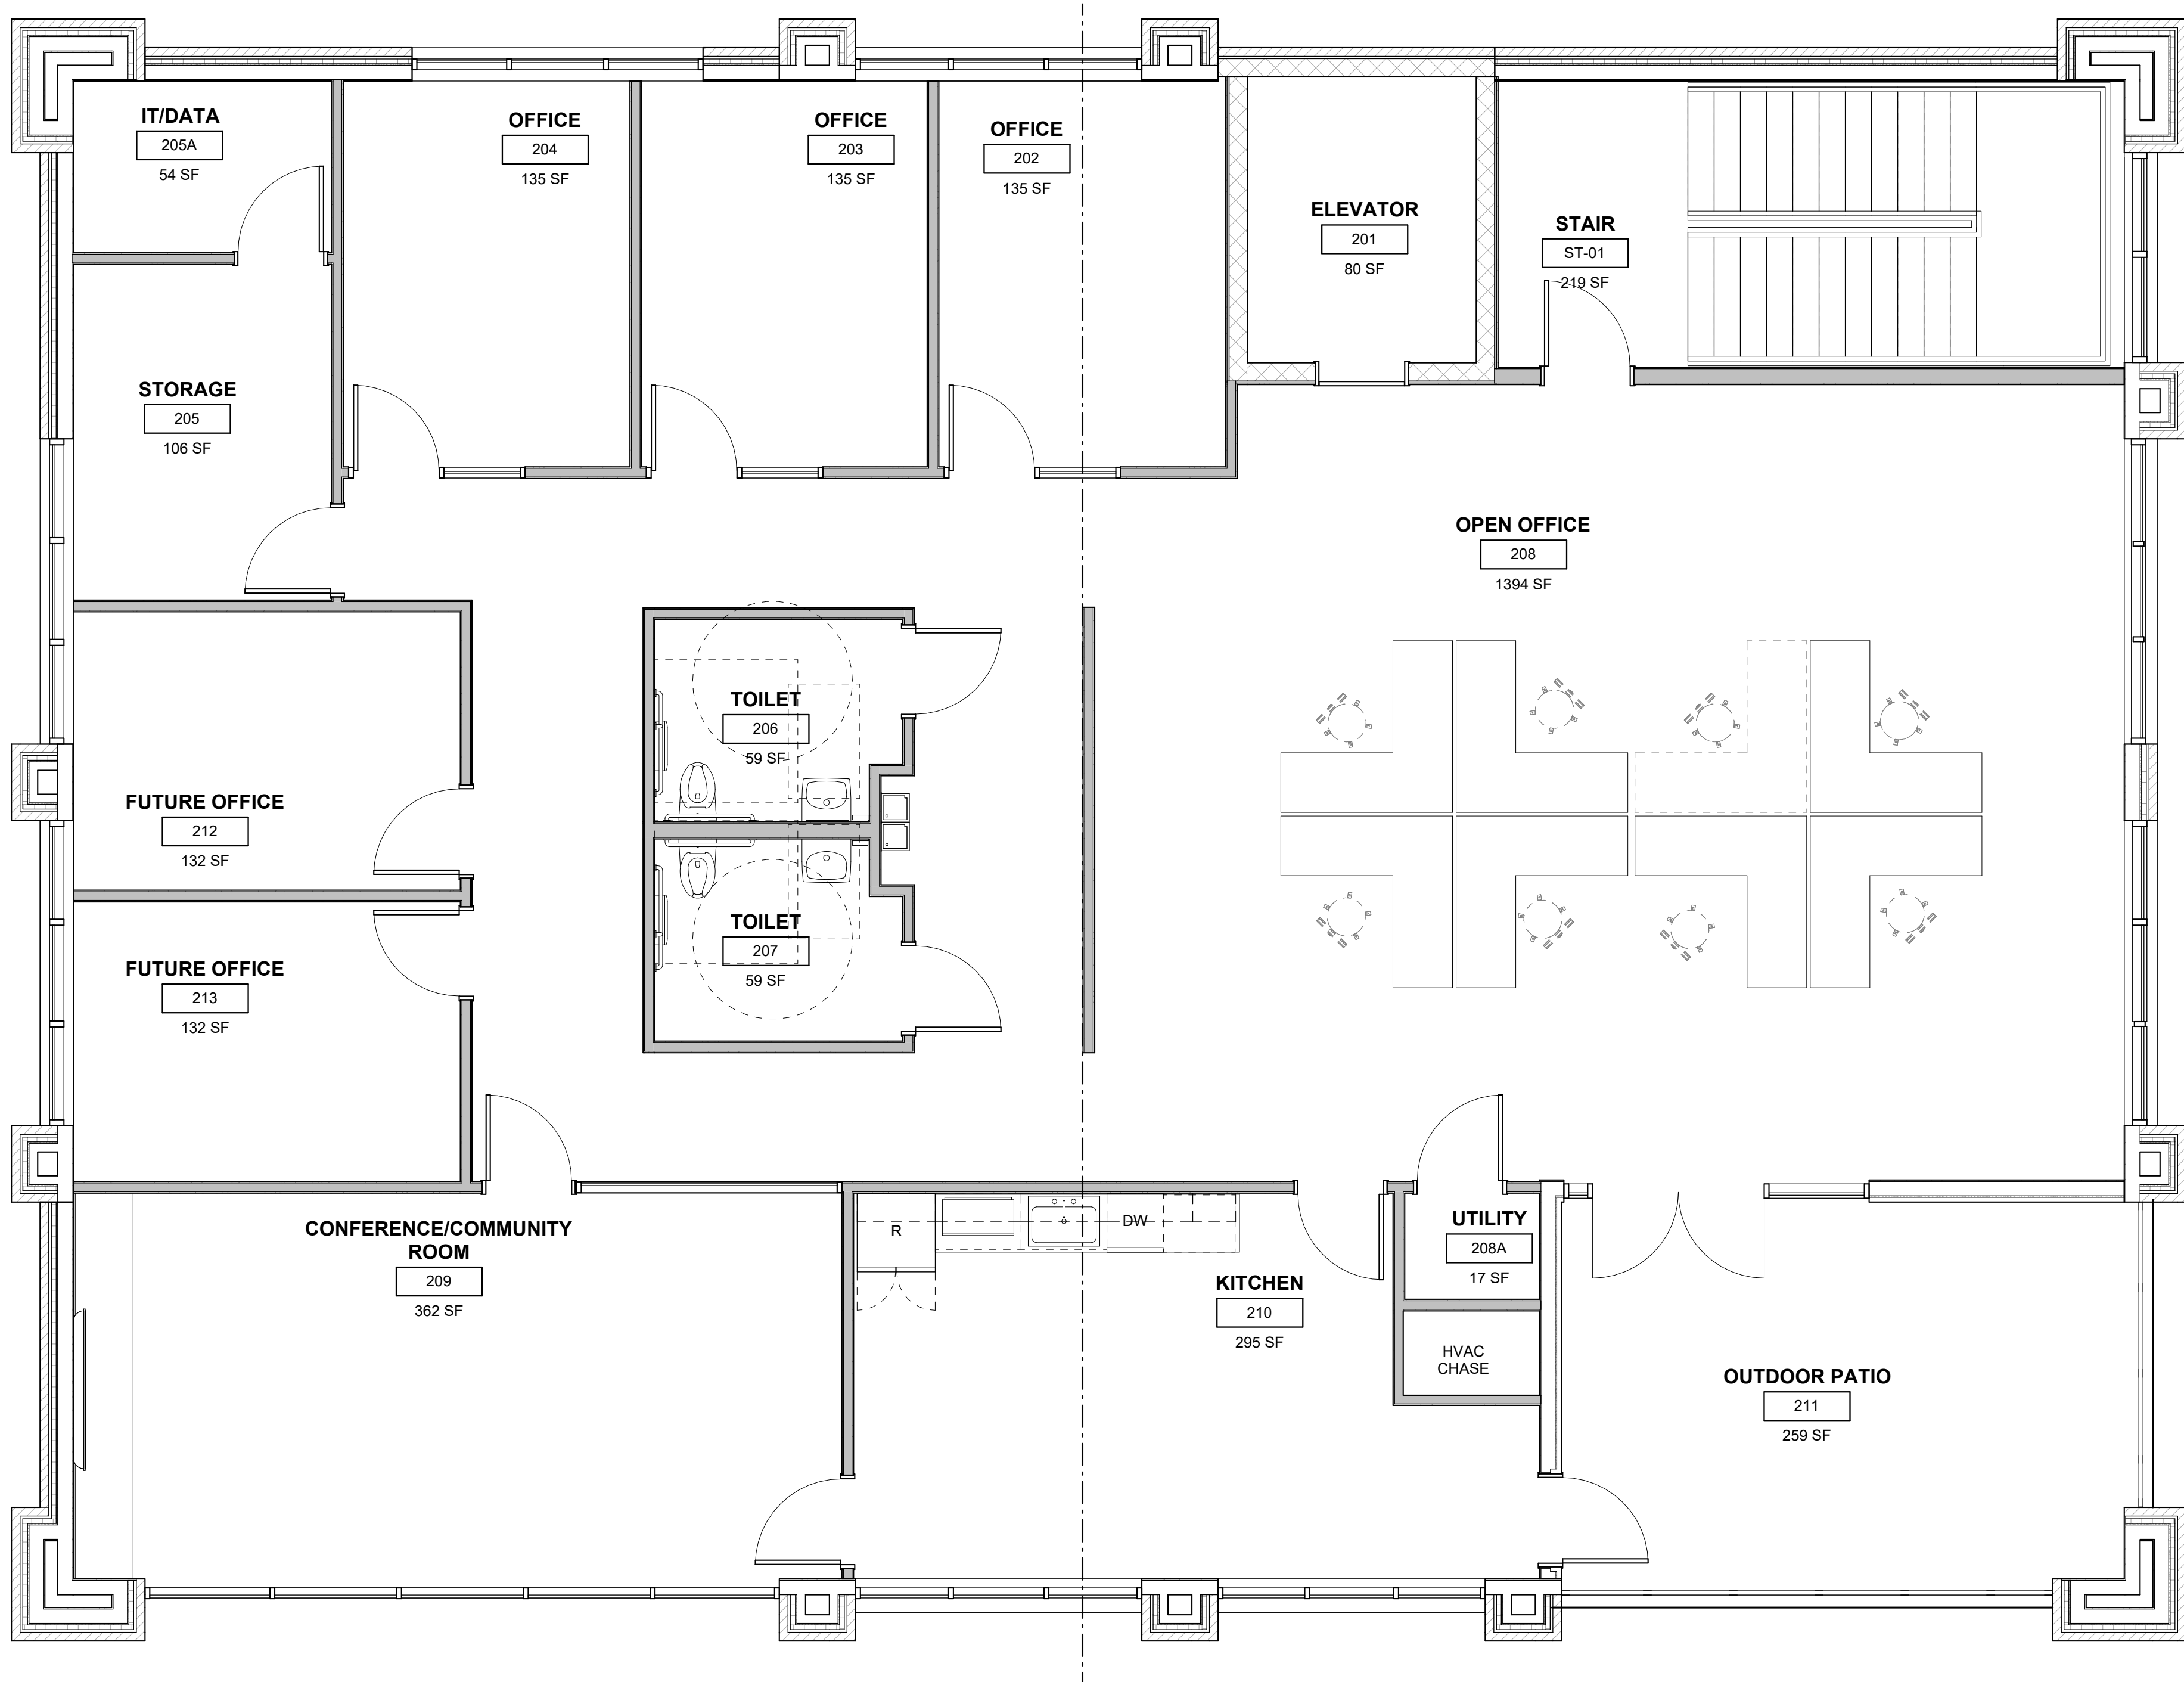 IT/DATA
205A
54 SF
OFFICE
204
135 SF
OFFICE
203
135 SF
OFFICE
202
135 SF
ELEVATOR
201
80 SF
STAIR
ST-01
219 SF
STORAGE
205
106 SF
OPEN OFFICE
208
1394 SF
TOILET
206
59 SF
FUTURE OFFICE
212
132 SF
TOILET
207
59 SF
FUTURE OFFICE
213
132 SF
CONFERENCE/COMMUNITY
ROOM
209
362 SF
R
DW
KITCHEN
210
295 SF
UTILITY
208A
17 SF
HVAC
CHASE
OUTDOOR PATIO
211
259 SF